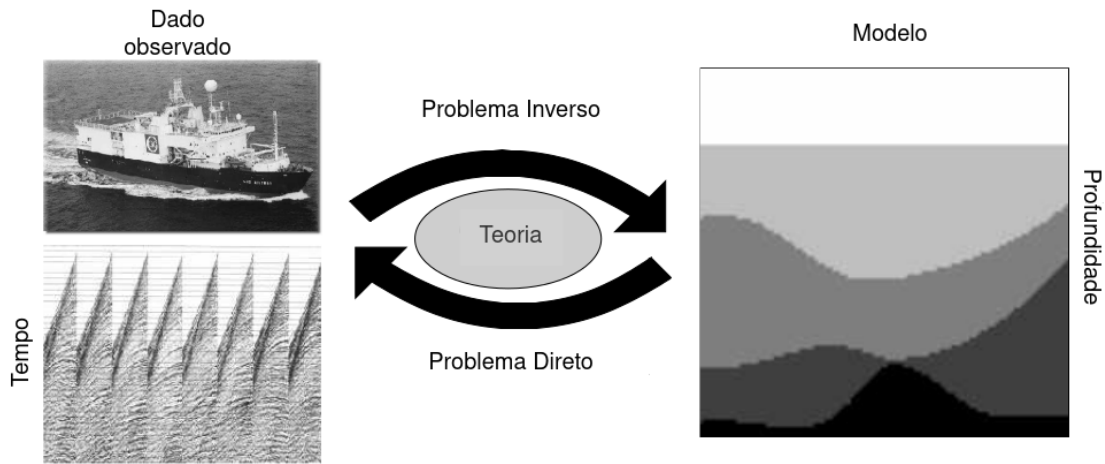 Dado
observado
Tempo
Problema Inverso
Teoria
Problema Direto
Modelo
Profundidade